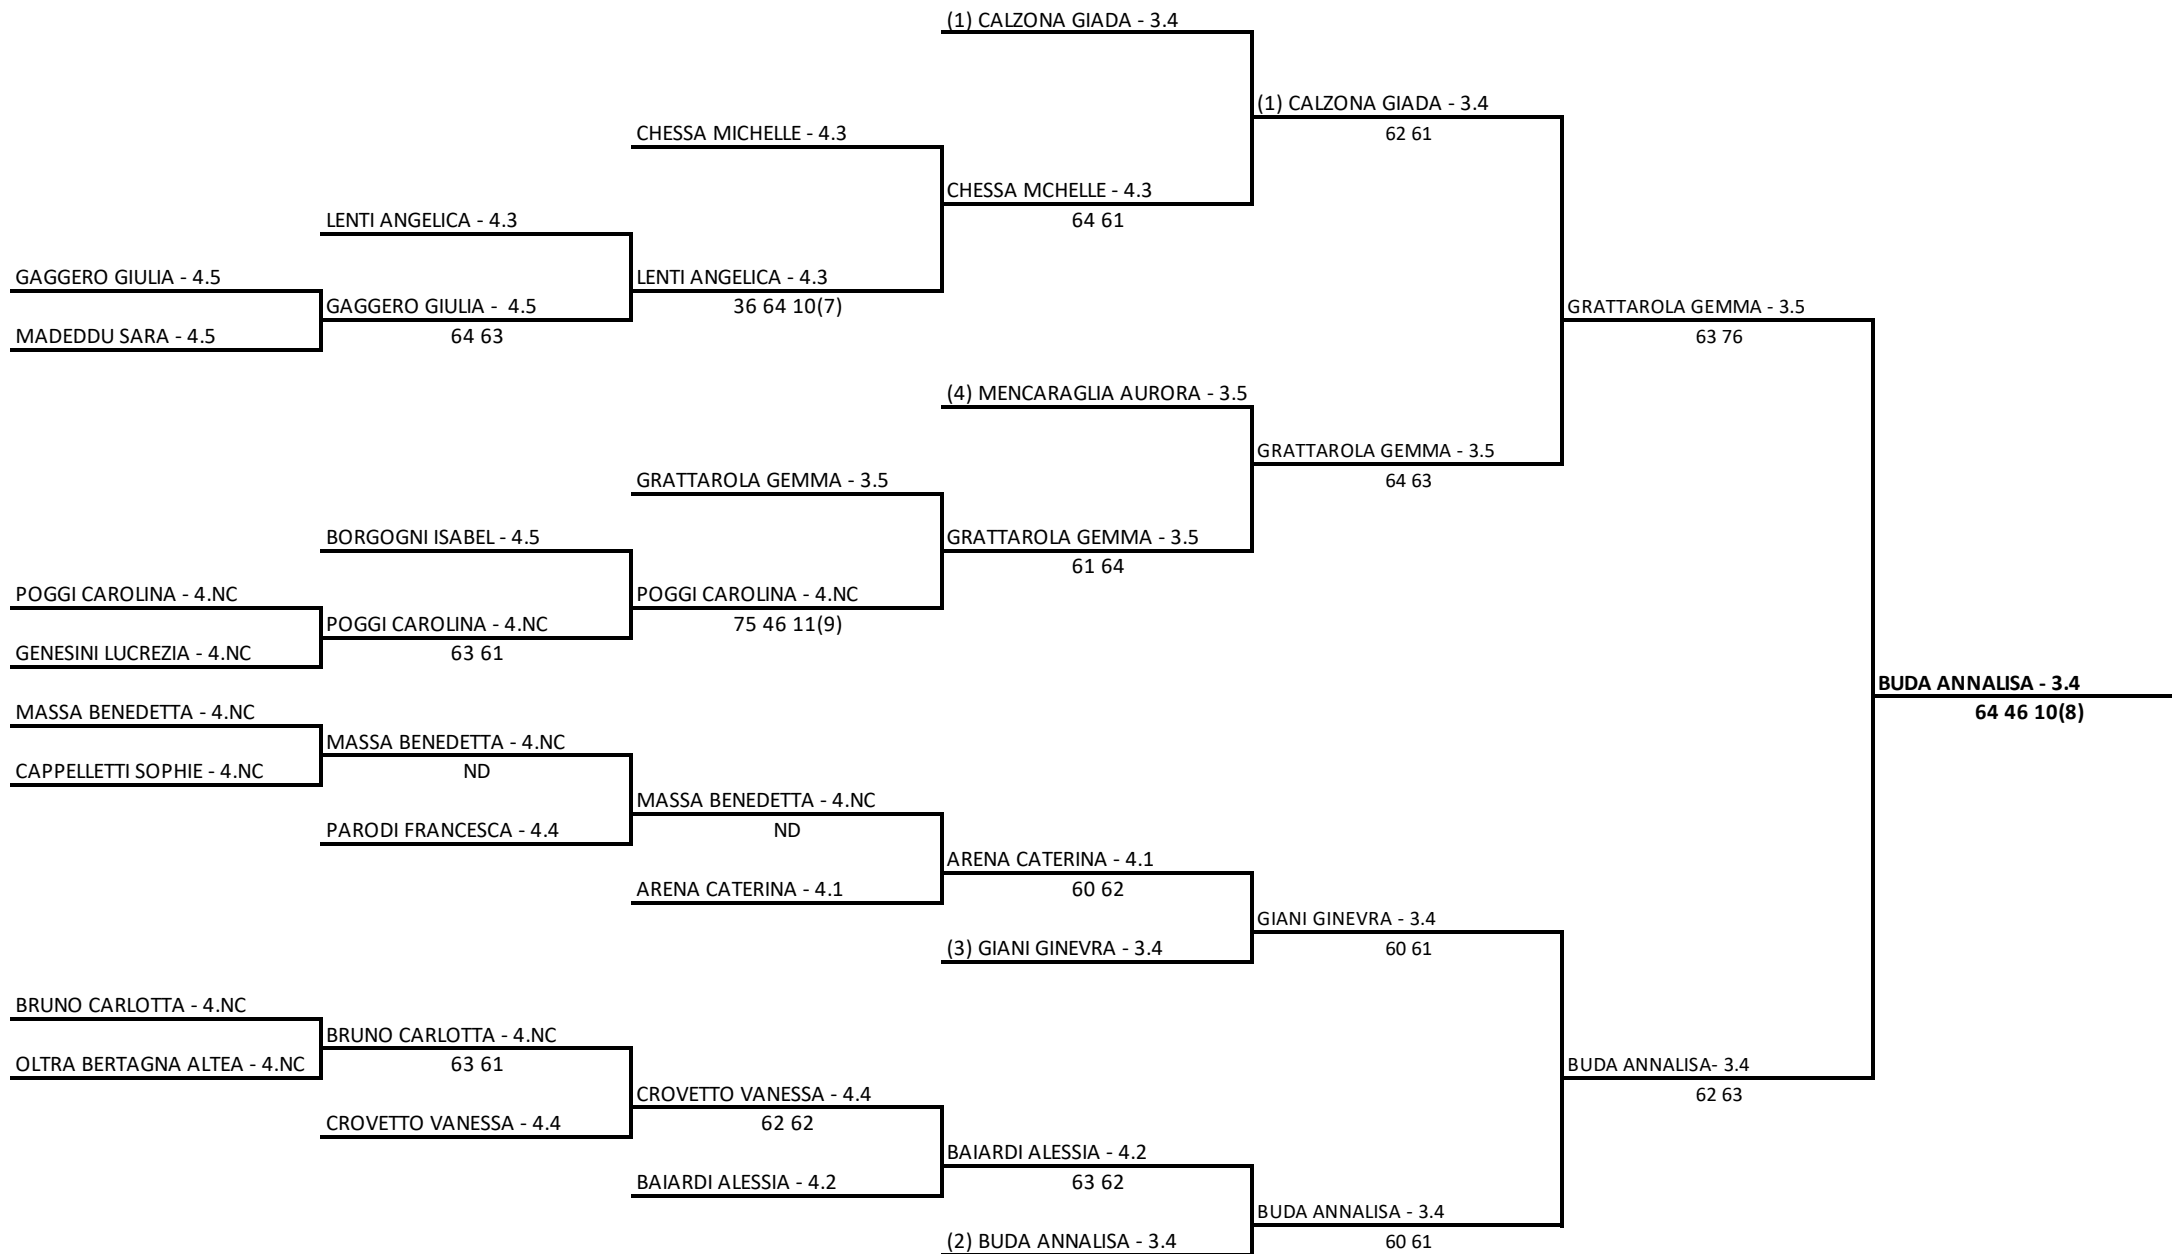 (1) CALZONA GIADA - 3.4
(1) CALZONA GIADA - 3.4
62 61
CHESSA MICHELLE - 4.3
CHESSA MCHELLE - 4.3
64 61
LENTI ANGELICA - 4.3
GAGGERO GIULIA - 4.5
LENTI ANGELICA - 4.3
36 64 10(7)
GAGGERO GIULIA -  4.5
64 63
MADEDDU SARA - 4.5
GRATTAROLA GEMMA - 3.5
63 76
(4) MENCARAGLIA AURORA - 3.5
GRATTAROLA GEMMA - 3.5
64 63
GRATTAROLA GEMMA - 3.5
BORGOGNI ISABEL - 4.5
GRATTAROLA GEMMA - 3.5
61 64
POGGI CAROLINA - 4.NC
POGGI CAROLINA - 4.NC
75 46 11(9)
POGGI CAROLINA - 4.NC
63 61
GENESINI LUCREZIA - 4.NC
BUDA ANNALISA - 3.4
64 46 10(8)
MASSA BENEDETTA - 4.NC
MASSA BENEDETTA - 4.NC
ND
CAPPELLETTI SOPHIE - 4.NC
MASSA BENEDETTA - 4.NC
ND
PARODI FRANCESCA - 4.4
ARENA CATERINA - 4.1
60 62
ARENA CATERINA - 4.1
GIANI GINEVRA - 3.4
60 61
(3) GIANI GINEVRA - 3.4
BRUNO CARLOTTA - 4.NC
BRUNO CARLOTTA - 4.NC
63 61
OLTRA BERTAGNA ALTEA - 4.NC
BUDA ANNALISA- 3.4
62 63
CROVETTO VANESSA - 4.4
62 62
CROVETTO VANESSA - 4.4
BAIARDI ALESSIA - 4.2
63 62
BAIARDI ALESSIA - 4.2
BUDA ANNALISA - 3.4
60 61
(2) BUDA ANNALISA - 3.4